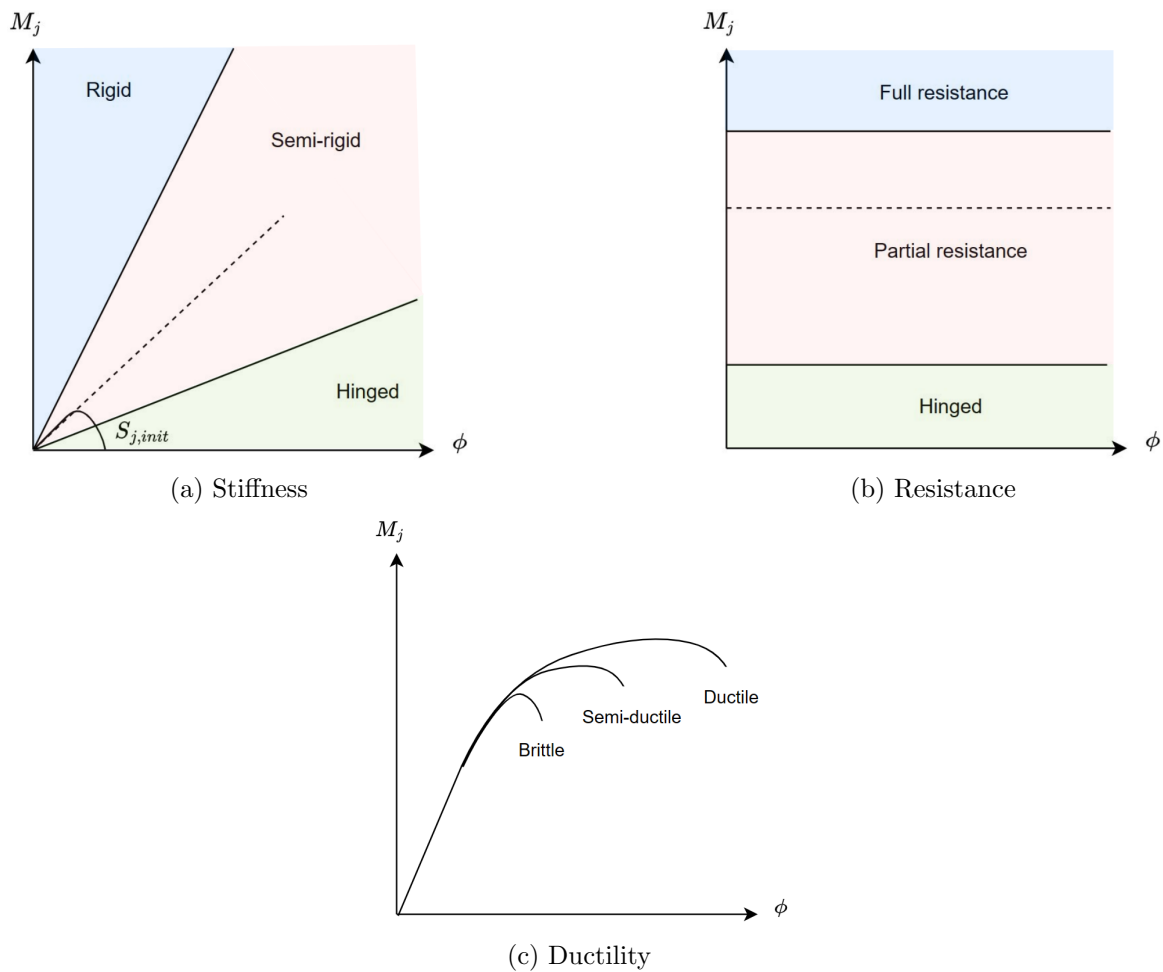 M_j
Rigid
Semi-rigid
Hinged
S_{j,init}
ϕ
(a) Stiffness
M_j
Full resistance
Partial resistance
Hinged
ϕ
(b) Resistance
M_j
Ductile
Semi-ductile
Brittle
ϕ
(c) Ductility